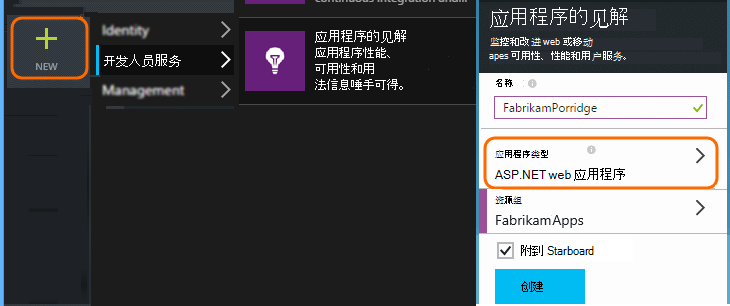 NEW
Identity
开发人员服务
Management
continuous integration and...
应用程序的见解
应用程序性能、
可用性和用
法信息唾手可得。
应用程序的见解
监控和改进 web 或移动
apes 可用性、性能和用户服务。
名称
FabrikamPorridge
应用程序类型
ASP.NET web 应用程序
资源组
FabrikamApps
附到 Starboard
创建